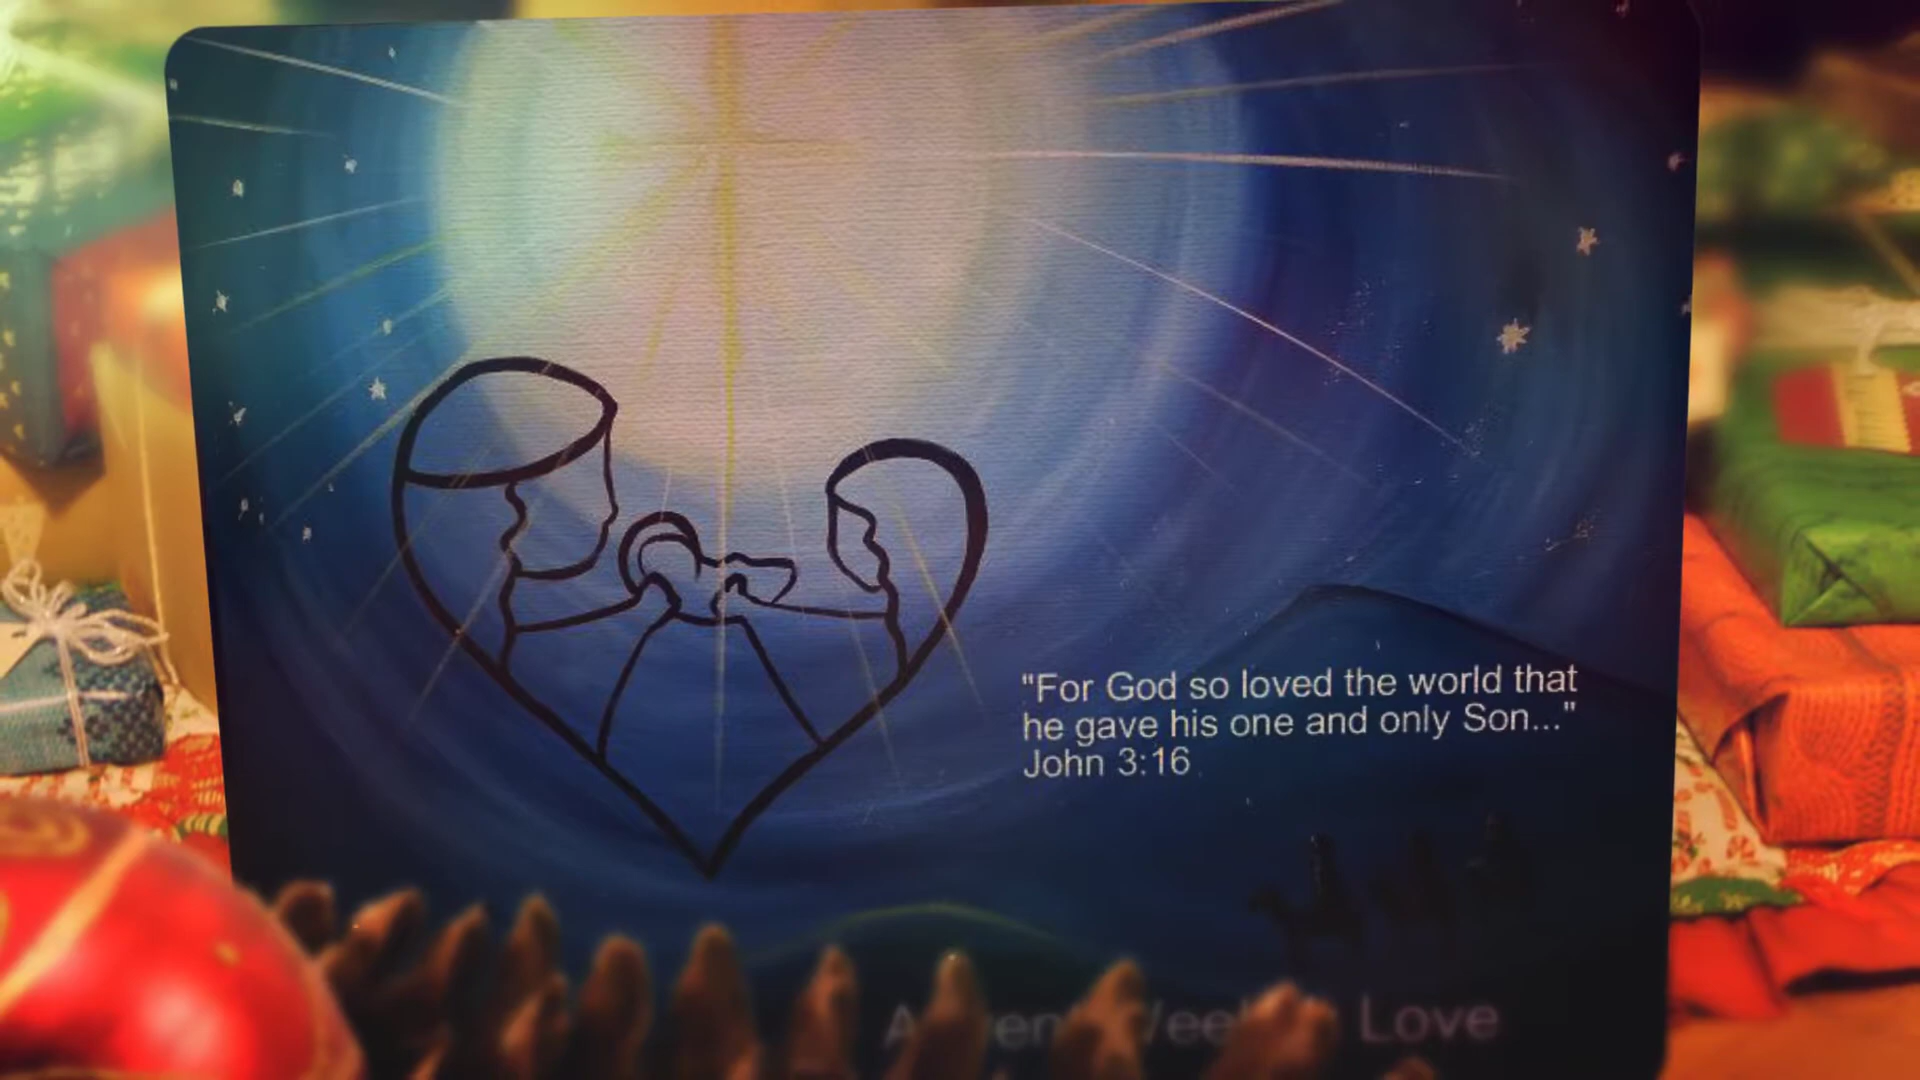 "For God so loved the world that
he gave his one and only Son..."
John 3:16
Love